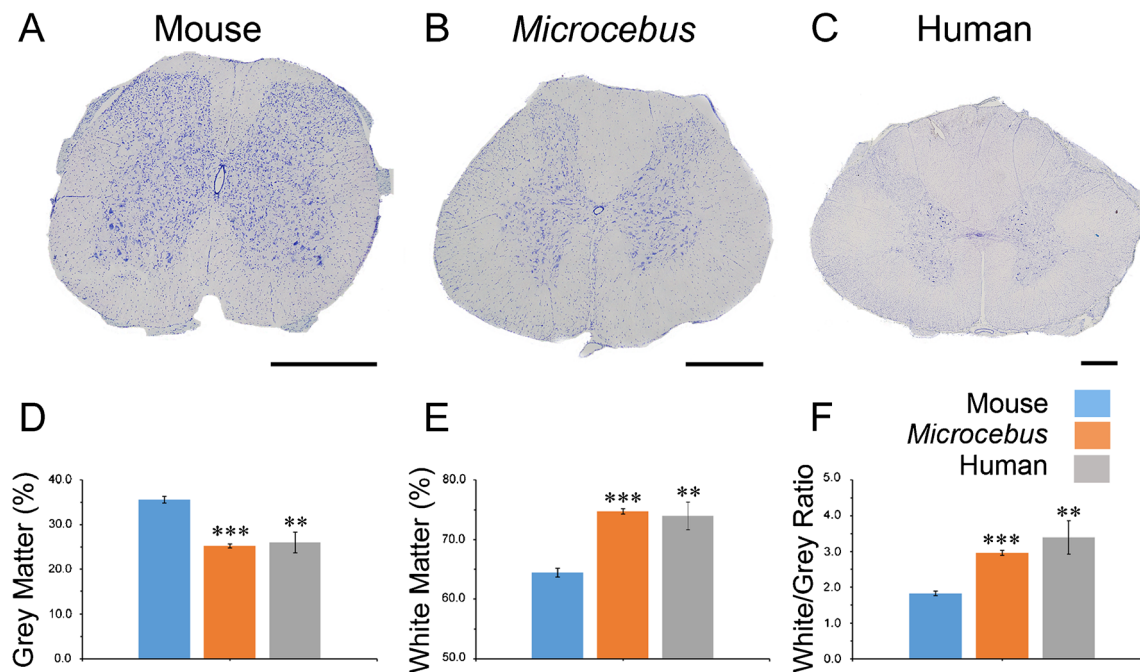 A Mouse
B Microcebus
C Human
D
Grey Matter (%)
40.0
30.0
20.0
10.0
0.0
***
**
E
White Matter (%)
80.0
70.0
60.0
50.0
***
**
F
Mouse
Microcebus
Human
White/Grey Ratio
5.0
4.0
3.0
2.0
1.0
0.0
***
**